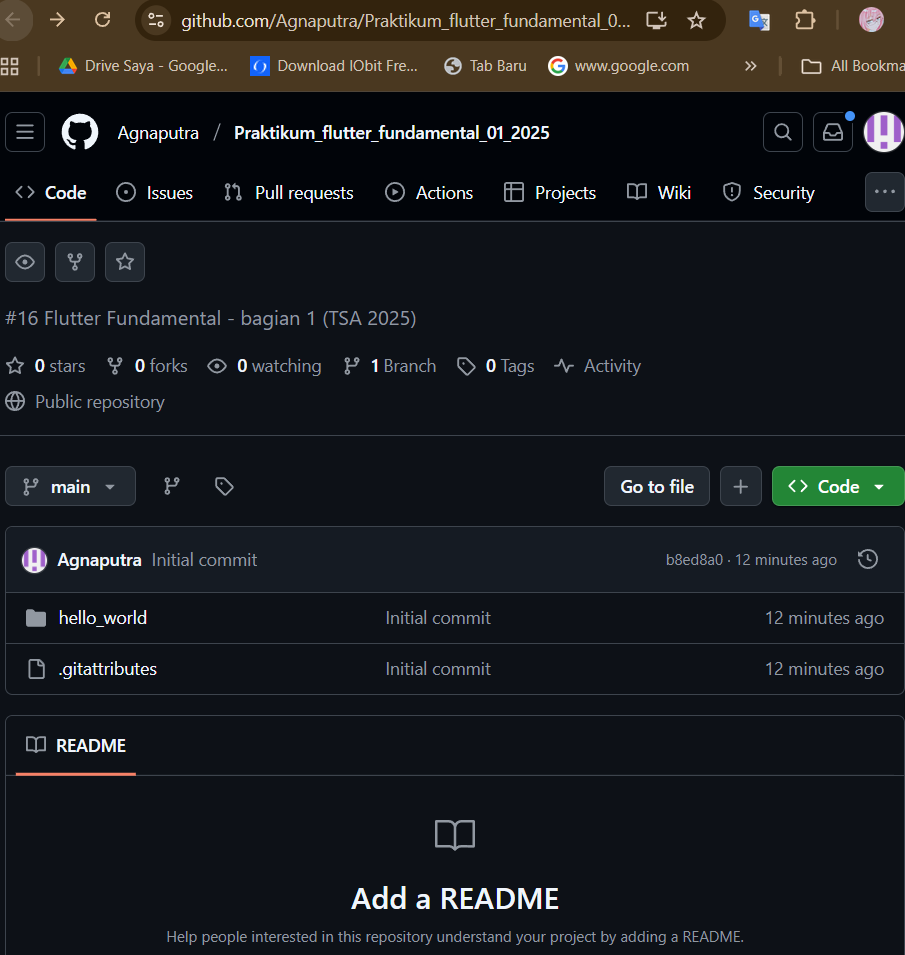 github.com/Agnaputra/Praktikum_flutter_fundamental_0...
Drive Saya - Google... Download IObit Fre... Tab Baru www.google.com » All Bookma
Agnaputra / Praktikum_flutter_fundamental_01_2025
Code Issues Pull requests Actions Projects Wiki Security ...
#16 Flutter Fundamental - bagian 1 (TSA 2025)
0 stars 0 forks 0 watching 1 Branch 0 Tags Activity
Public repository
main Go to file + Code
Agnaputra Initial commit b8ed8a0 · 12 minutes ago
hello_world Initial commit 12 minutes ago
.gitattributes Initial commit 12 minutes ago
README
Add a README
Help people interested in this repository understand your project by adding a README.